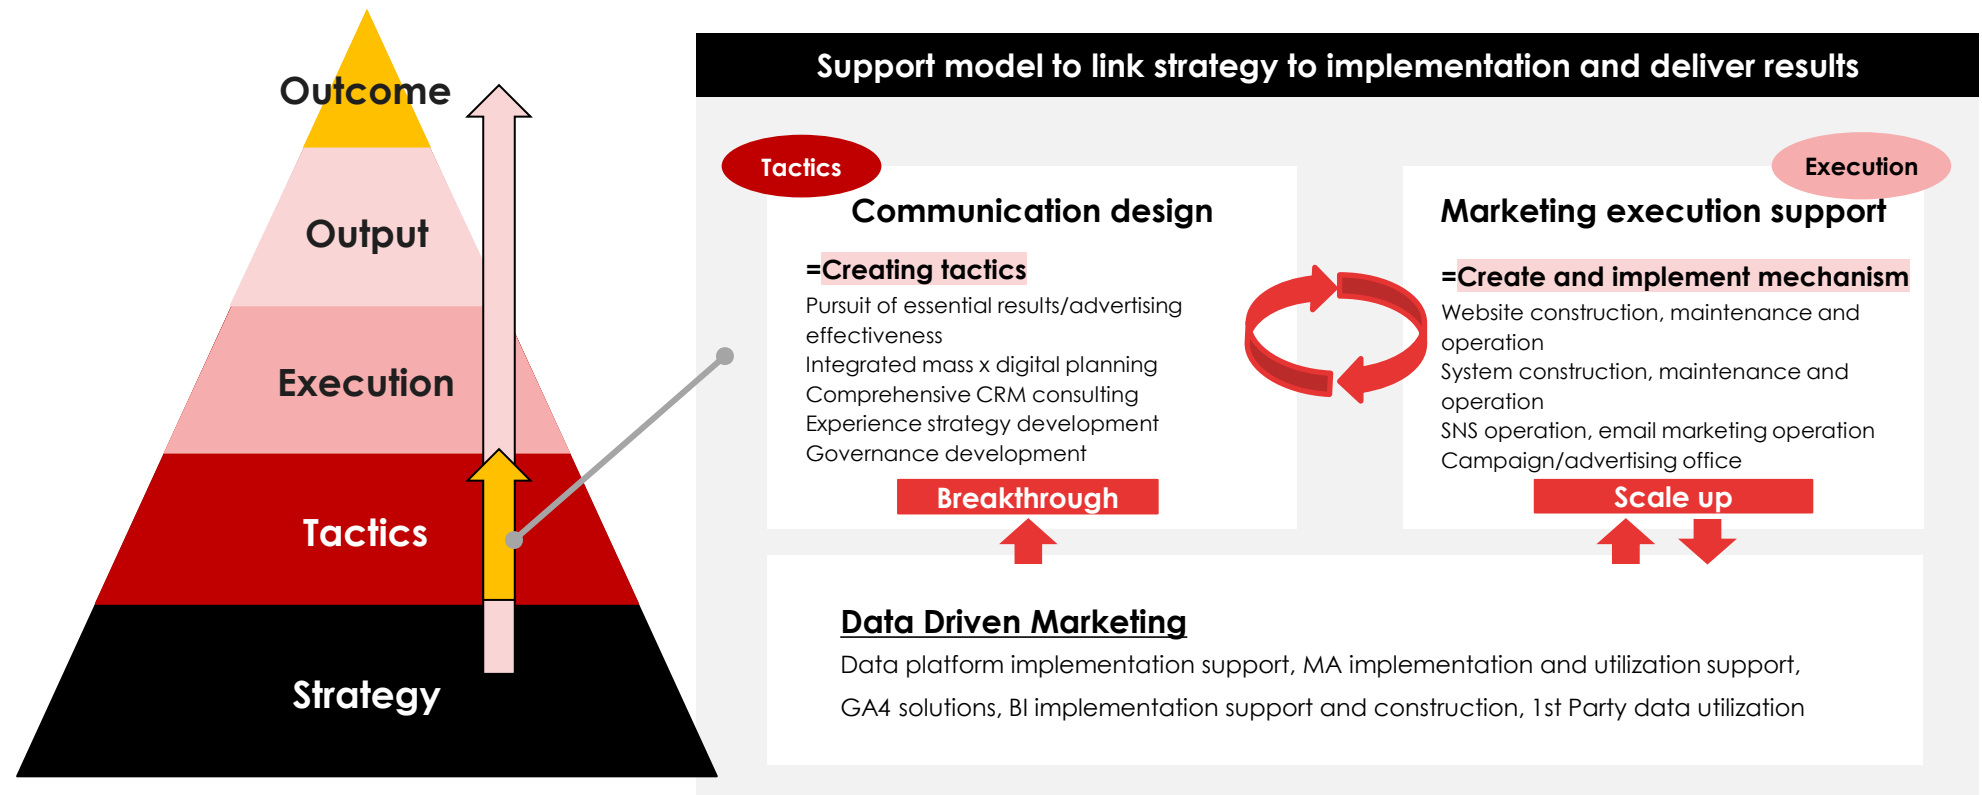 Outcome
Output
Execution
Tactics
Strategy
Support model to link strategy to implementation and deliver results
Tactics
Communication design
=Creating tactics
Pursuit of essential results/advertising
effectiveness
Integrated mass x digital planning
Comprehensive CRM consulting
Experience strategy development
Governance development
Breakthrough
Execution
Marketing execution support
=Create and implement mechanism
Website construction, maintenance and
operation
System construction, maintenance and
operation
SNS operation, email marketing operation
Campaign/advertising office
Scale up
Data Driven Marketing
Data platform implementation support, MA implementation and utilization support,
GA4 solutions, BI implementation support and construction, 1st Party data utilization